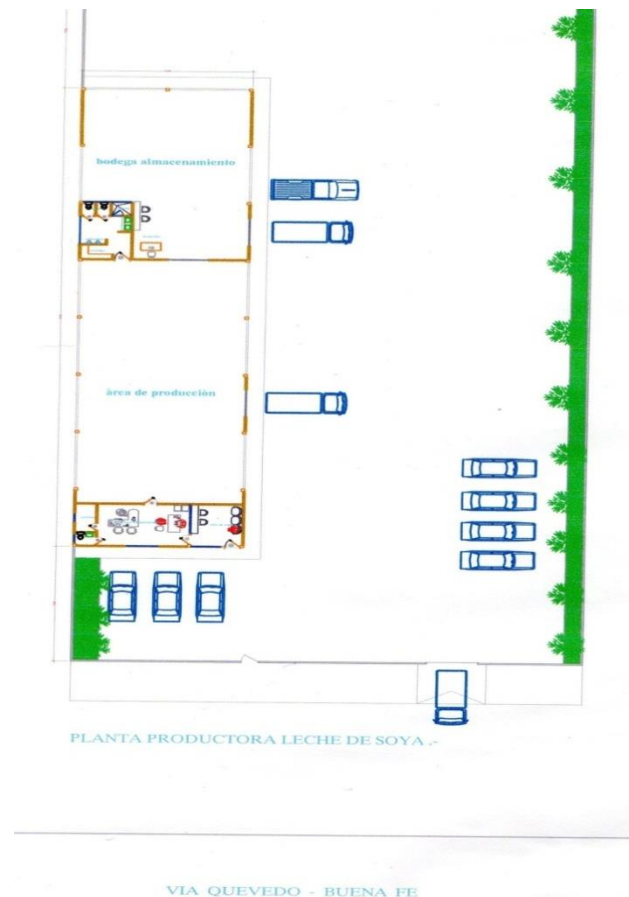 bodega almacenamiento
área de producción
PLANTA PRODUCTORA LECHE DE SOYA .-
VIA QUEVEDO - BUENA FE